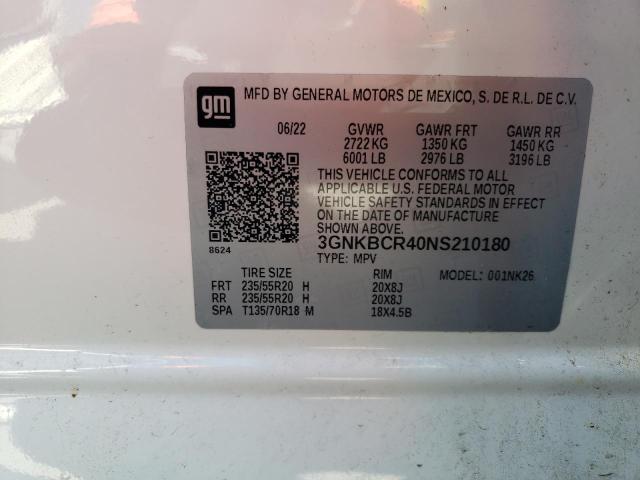 gm
MFD BY GENERAL MOTORS DE MEXICO, S. DE R.L. DE C.V.
06/22 GVWR GAWR FRT GAWR RR
2722 KG 1350 KG 1450 KG
6001 LB 2976 LB 3196 LB
THIS VEHICLE CONFORMS TO ALL
APPLICABLE U.S. FEDERAL MOTOR
VEHICLE SAFETY STANDARDS IN EFFECT
ON THE DATE OF MANUFACTURE
SHOWN ABOVE.
3GNKBCR40NS210180
8624
TYPE: MPV
TIRE SIZE RIM MODEL: 001NK26
FRT 235/55R20 H 20X8J
RR 235/55R20 H 20X8J
SPA T135/70R18 M 18X4.5B